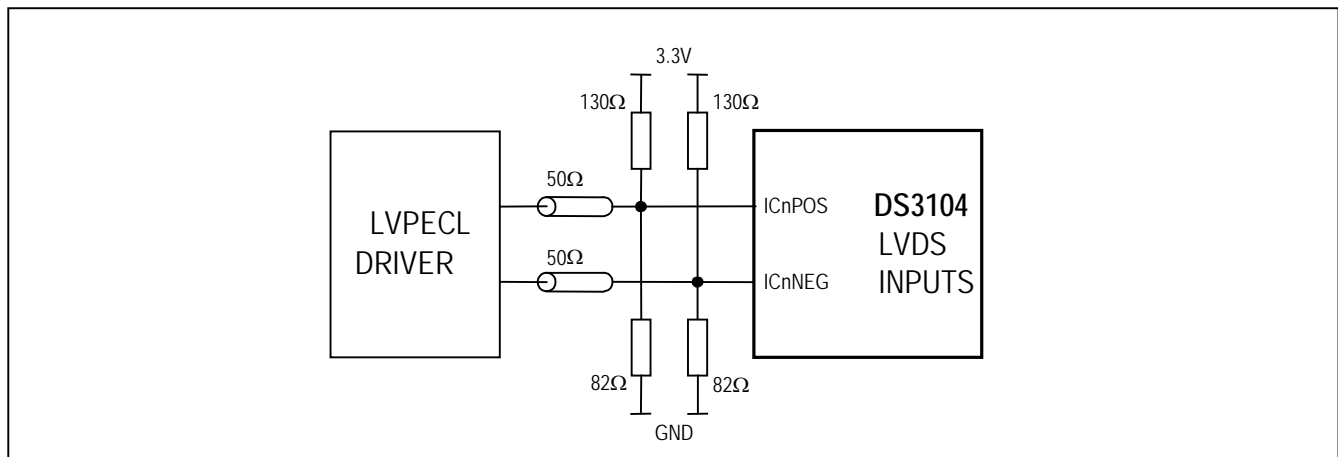 3.3V
130Ω
130Ω
50Ω
ICnPOS
DS3104
LVPECL
DRIVER
LVDS
INPUTS
50Ω
ICnNEG
82Ω
82Ω
GND